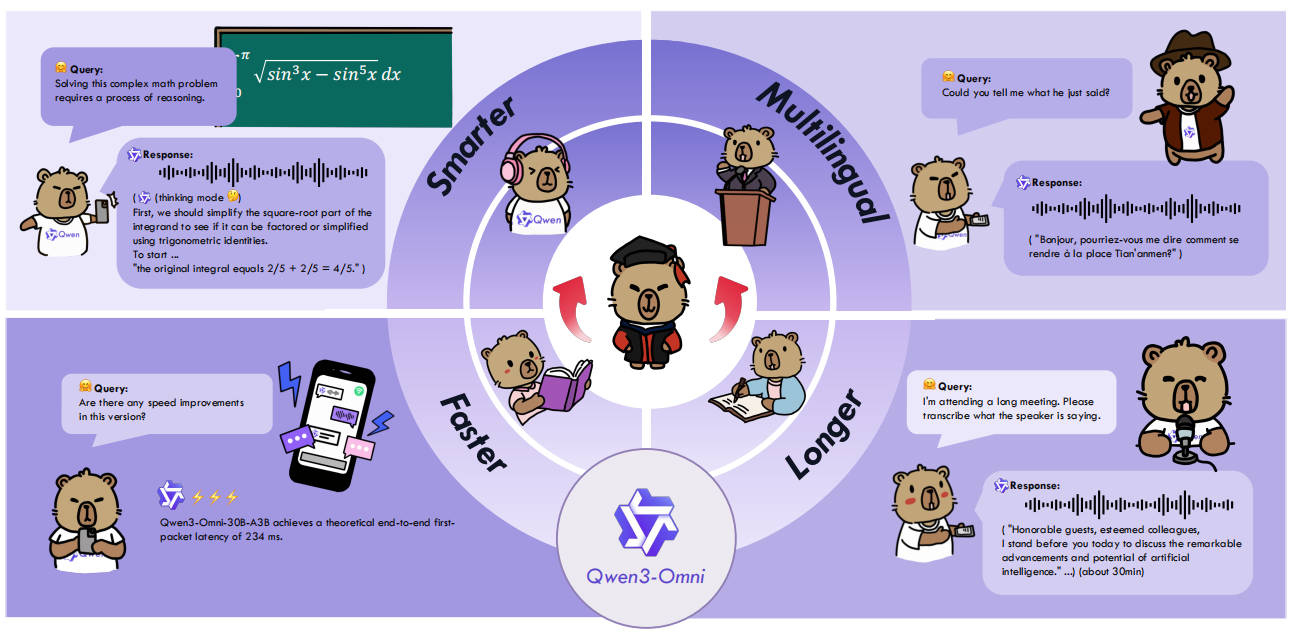 Query:
Solving this complex math problem
requires a process of reasoning.
π
√sin³x − sin⁵x dx
0
Response:
( (thinking mode 🤔)
First, we should simplify the square-root part of the
integrand to see if it can be factored or simplified
using trigonometric identities.
To start ...
"the original integral equals 2/5 + 2/5 = 4/5." )
Qwen
Smarter
Qwen
Multilingual
Query:
Could you tell me what he just said?
Response:
( "Bonjour, pourriez-vous me dire comment se
rendre à la place Tian'anmen?" )
Qwen
Query:
Are there any speed improvements
in this version?
⚡⚡⚡
Qwen3-Omni-30B-A3B achieves a theoretical end-to-end first-
packet latency of 234 ms.
Faster
Longer
Query:
I'm attending a long meeting. Please
transcribe what the speaker is saying.
Response:
( "Honorable guests, esteemed colleagues,
I stand before you today to discuss the remarkable
advancements and potential of artificial
intelligence." ...) (about 30min)
Qwen3-Omni